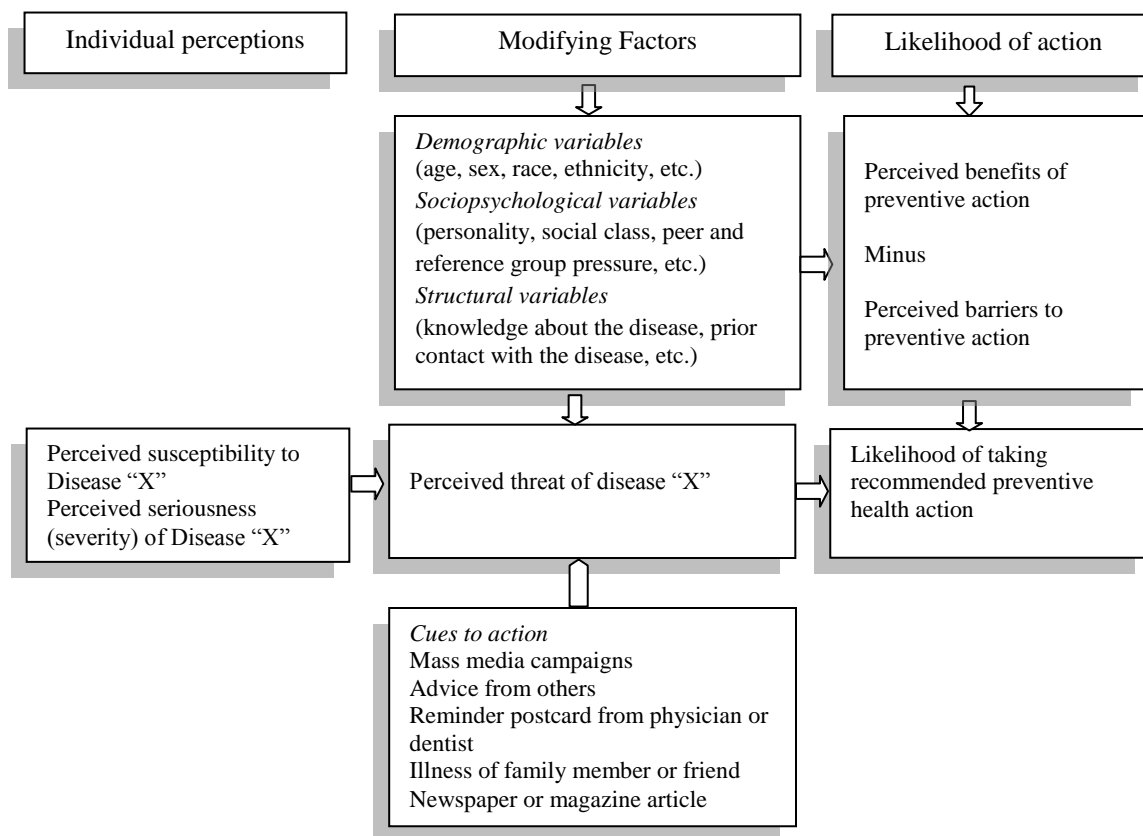 Individual perceptions
Modifying Factors
Likelihood of action
Demographic variables
(age, sex, race, ethnicity, etc.)
Sociopsychological variables
(personality, social class, peer and
reference group pressure, etc.)
Structural variables
(knowledge about the disease, prior
contact with the disease, etc.)
Perceived benefits of
preventive action
Minus
Perceived barriers to
preventive action
Perceived susceptibility to
Disease “X”
Perceived seriousness
(severity) of Disease “X”
Perceived threat of disease “X”
Likelihood of taking
recommended preventive
health action
Cues to action
Mass media campaigns
Advice from others
Reminder postcard from physician or
dentist
Illness of family member or friend
Newspaper or magazine article